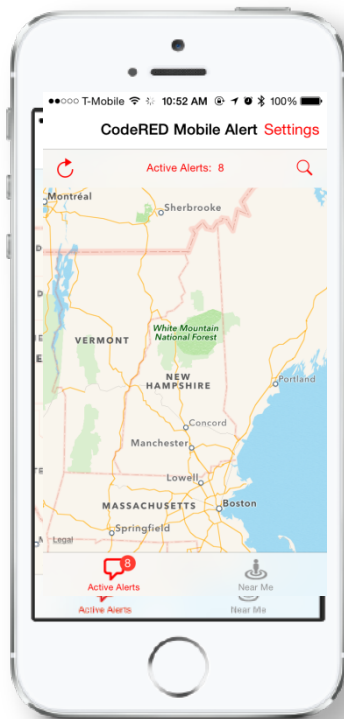 T-Mobile 10:52 AM 100%
CodeRED Mobile Alert Settings
Active Alerts: 8
Montréal
Sherbrooke
VERMONT
White Mountain
National Forest
NEW
HAMPSHIRE
Portland
Concord
Manchester
Lowell
MASSACHUSETTS
Boston
Springfield
Legal
8
Active Alerts Near Me
Active Alerts Near Me